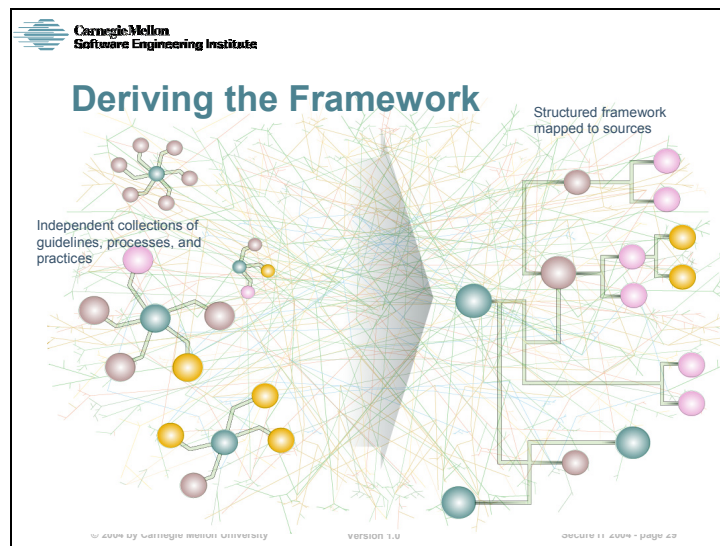 Carnegie Mellon
Software Engineering Institute
Deriving the Framework
Structured framework
mapped to sources
Independent collections of
guidelines, processes, and
practices
© 2004 by Carnegie Mellon University
Version 1.0
Secure IT 2004 - page 29